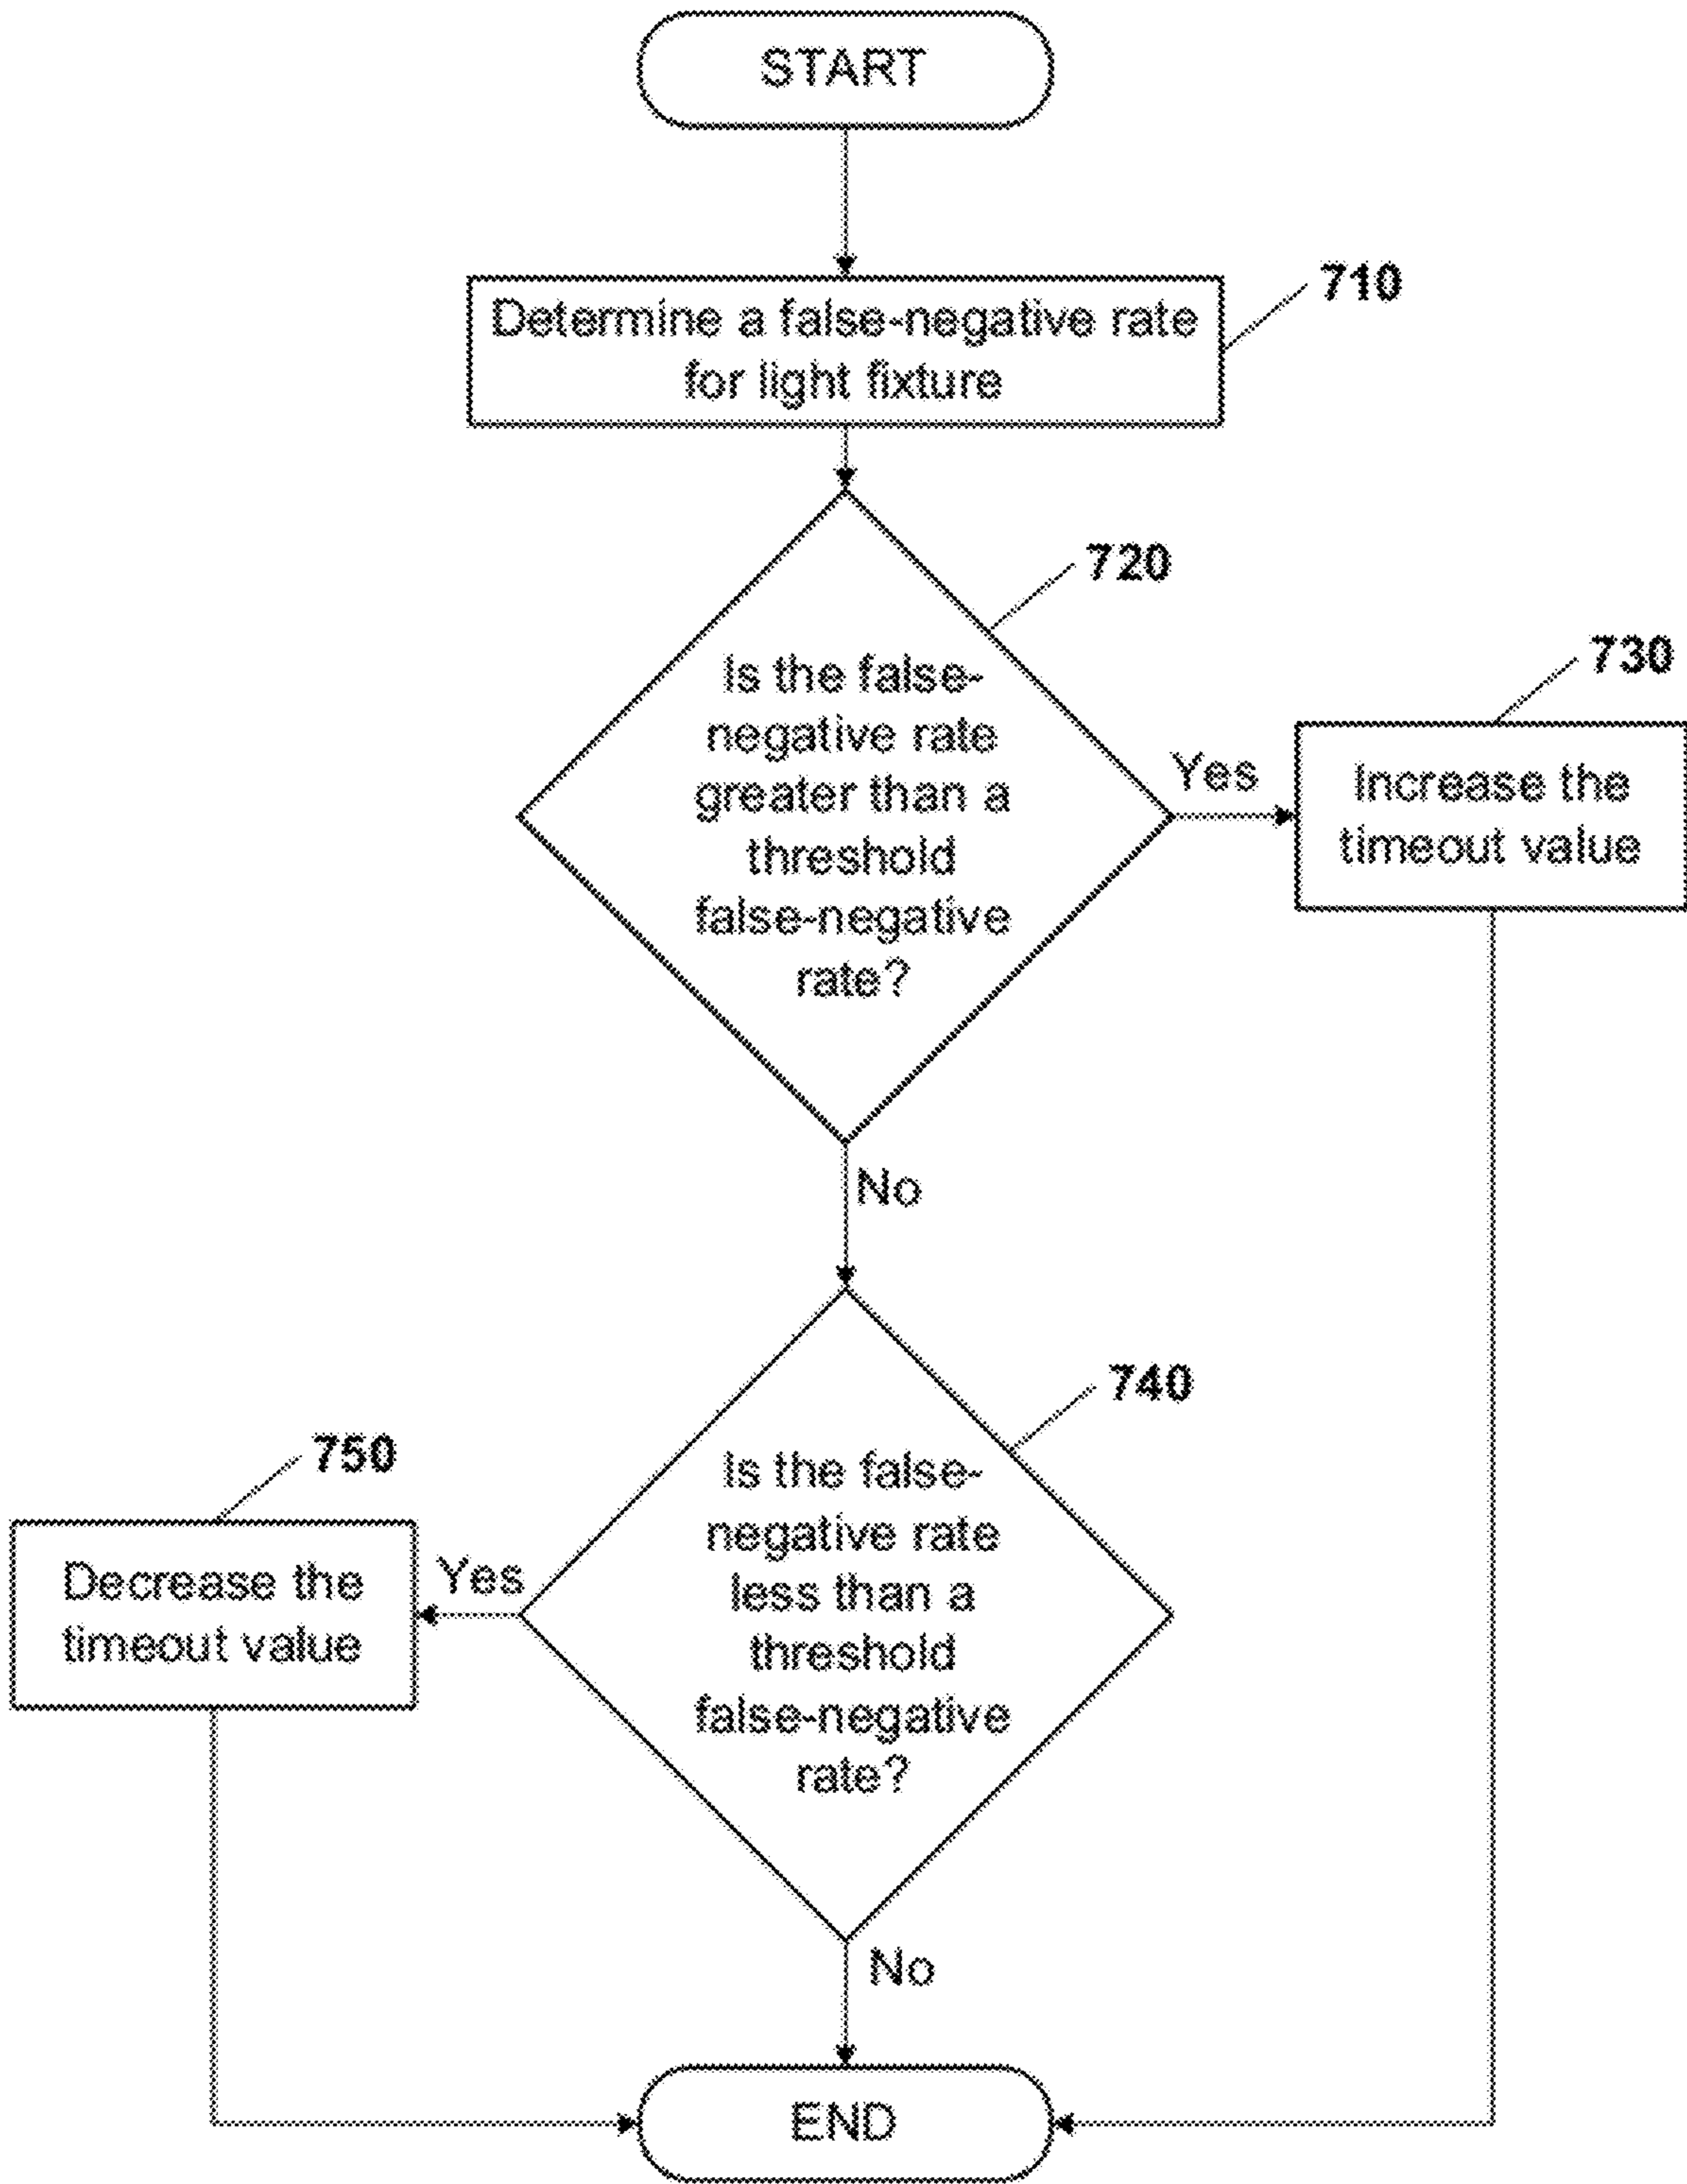 START
710
Determine a false-negative rate
for light fixture
720
Is the false-
negative rate
greater than a
threshold
false-negative
rate?
Yes
730
Increase the
timeout value
No
740
Is the false-
negative rate
less than a
threshold
false-negative
rate?
Yes
750
Decrease the
timeout value
No
END